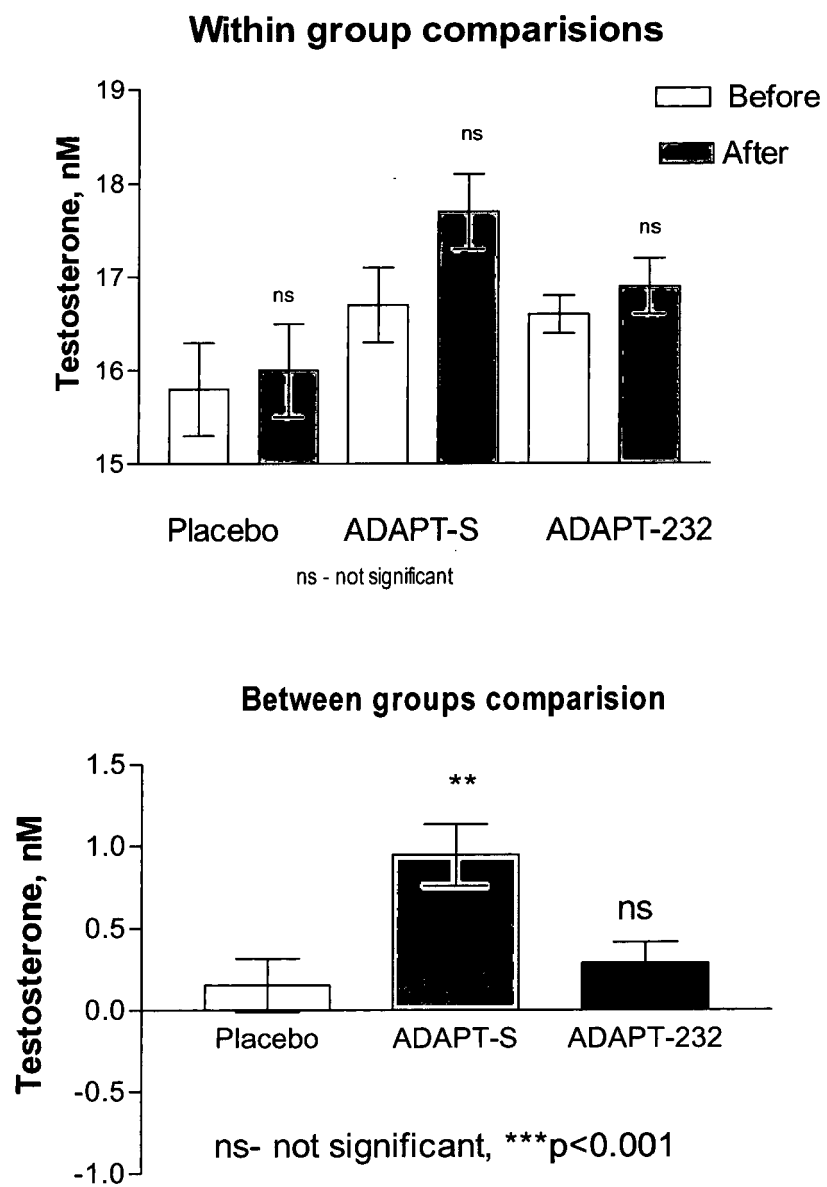 Within group comparisions
Before
After
Testosterone, nM
19
18
17
16
15
ns
ns
ns
Placebo ADAPT-S ADAPT-232
ns - not significant
Between groups comparision
Testosterone, nM
1.5
1.0
0.5
0.0
-0.5
-1.0
**
ns
Placebo ADAPT-S ADAPT-232
ns- not significant, ***p<0.001